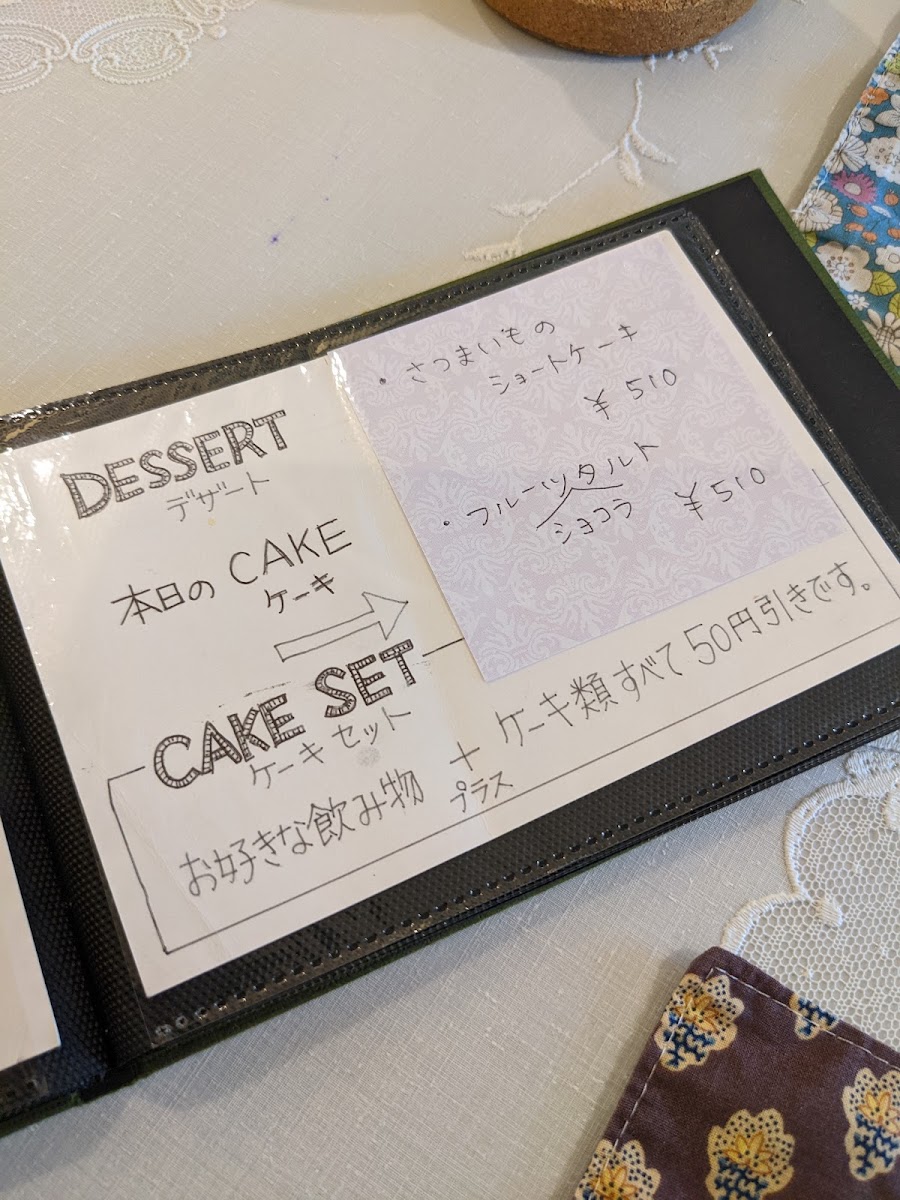 DESSERT
デザート
本日の CAKE
ケーキ
・さつまいもの
ショートケーキ
¥510
・フルーツタルト
ショコラ
¥510
CAKE SET
ケーキセット
お好きな飲み物 + ケーキ類すべて50円引きです。
プラス